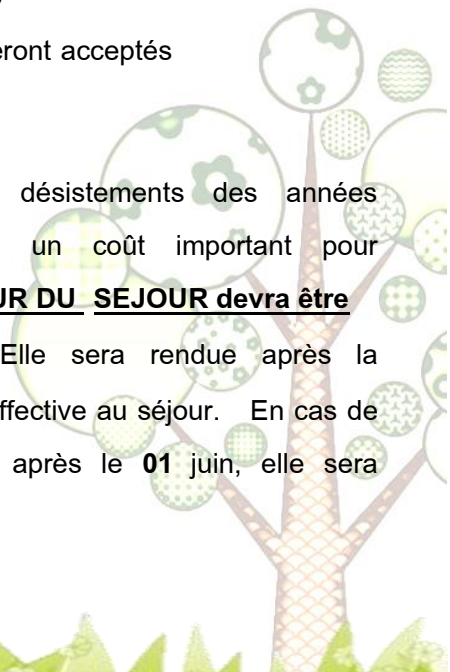 eront acceptés
désistements des années
un coût important pour
UR DU SEJOUR devra être
Elle sera rendue après la
ffective au séjour. En cas de
après le 01 juin, elle sera